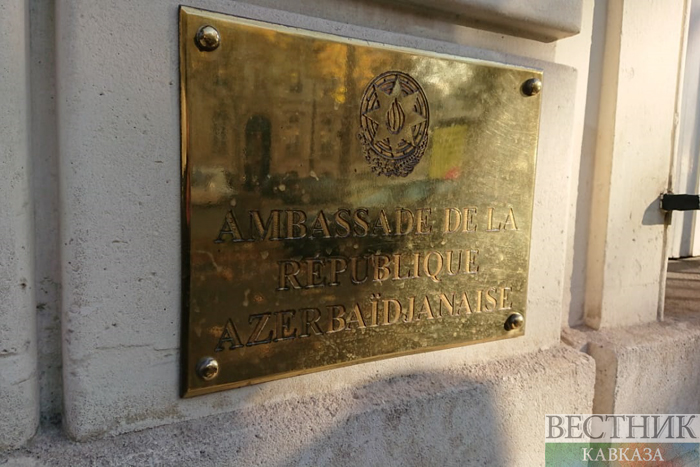 AMBASSADE DE LA
RÉPUBLIQUE
AZERBAÏDJANAISE
ВЕСТНИК
КАВКАЗА